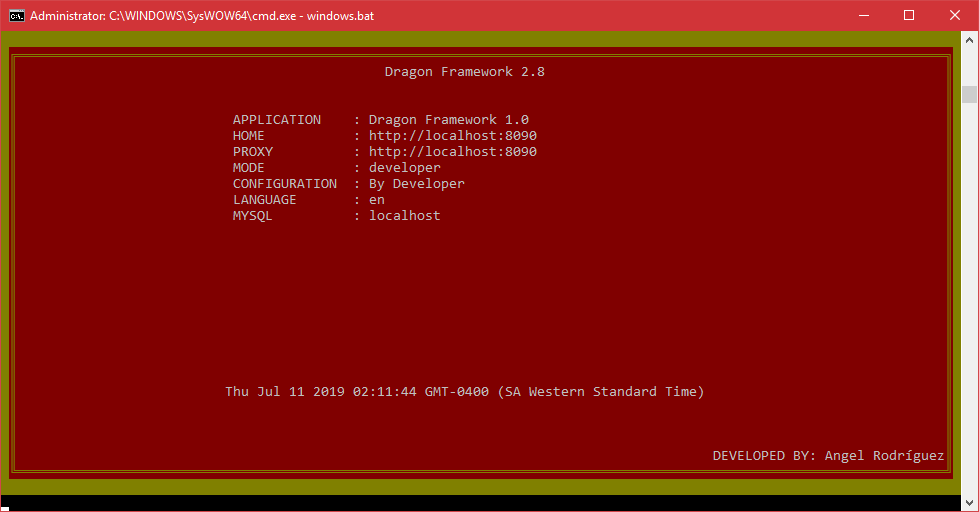 Administrator: C:\WINDOWS\SysWOW64\cmd.exe - windows.bat
Dragon Framework 2.8
APPLICATION : Dragon Framework 1.0
HOME : http://localhost:8090
PROXY : http://localhost:8090
MODE : developer
CONFIGURATION : By Developer
LANGUAGE : en
MYSQL : localhost
Thu Jul 11 2019 02:11:44 GMT-0400 (SA Western Standard Time)
DEVELOPED BY: Angel Rodríguez